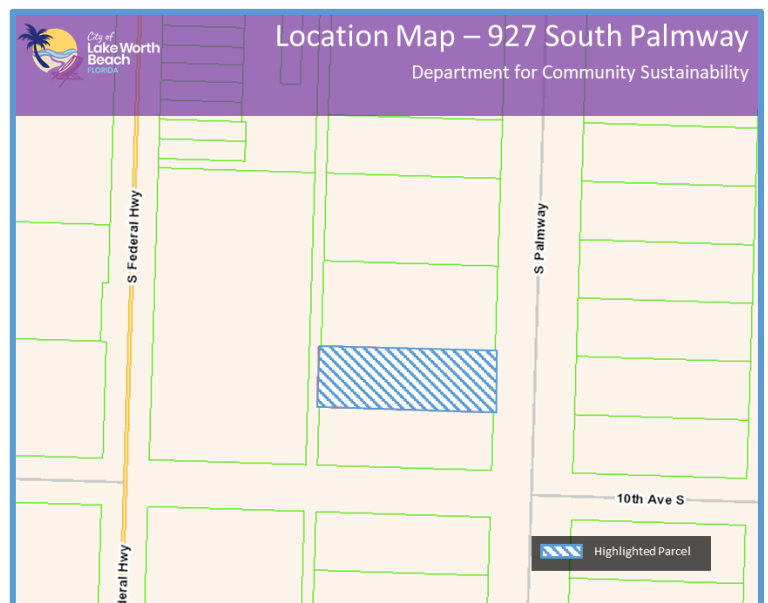 City of
Lake Worth
Beach
FLORIDA
Location Map – 927 South Palmway
Department for Community Sustainability
S Federal Hwy
S Palmway
10th Ave S
Highlighted Parcel
deral Hwy